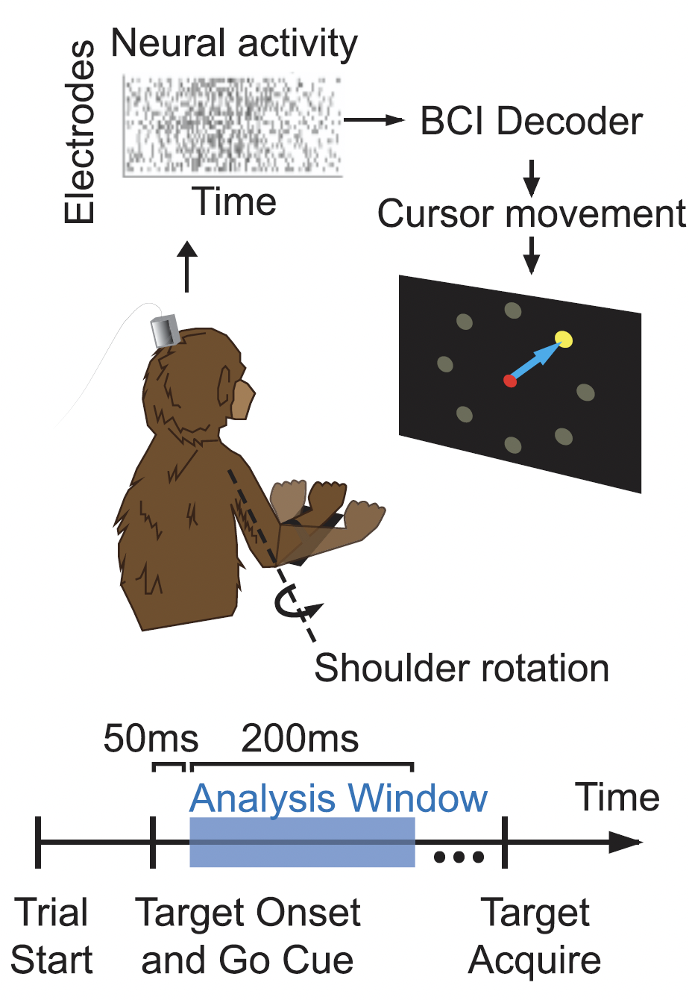 Neural activity
Electrodes
Time
BCI Decoder
Cursor movement
Shoulder rotation
50ms
200ms
Analysis Window
Time
Trial
Start
Target Onset
and Go Cue
Target
Acquire